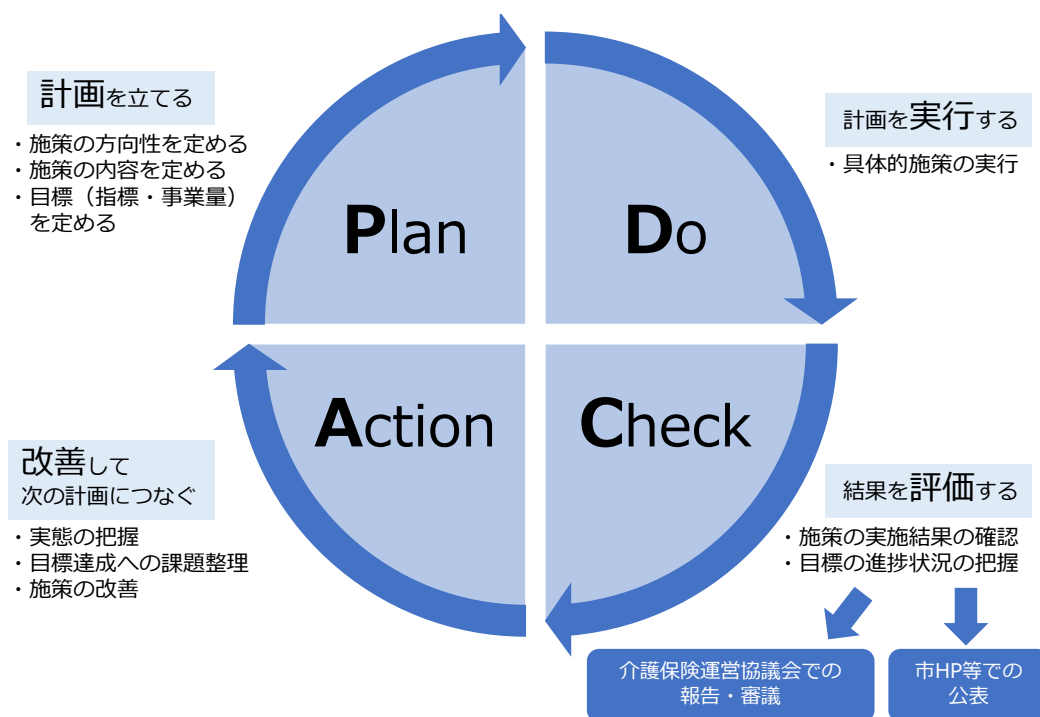 計画を立てる
・施策の方向性を定める
・施策の内容を定める
・目標（指標・事業量）
を定める
Plan
Do
計画を実行する
・具体的施策の実行
Action
Check
改善して
次の計画につなぐ
・実態の把握
・目標達成への課題整理
・施策の改善
結果を評価する
・施策の実施結果の確認
・目標の進捗状況の把握
介護保険運営協議会での
報告・審議
市HP等での
公表